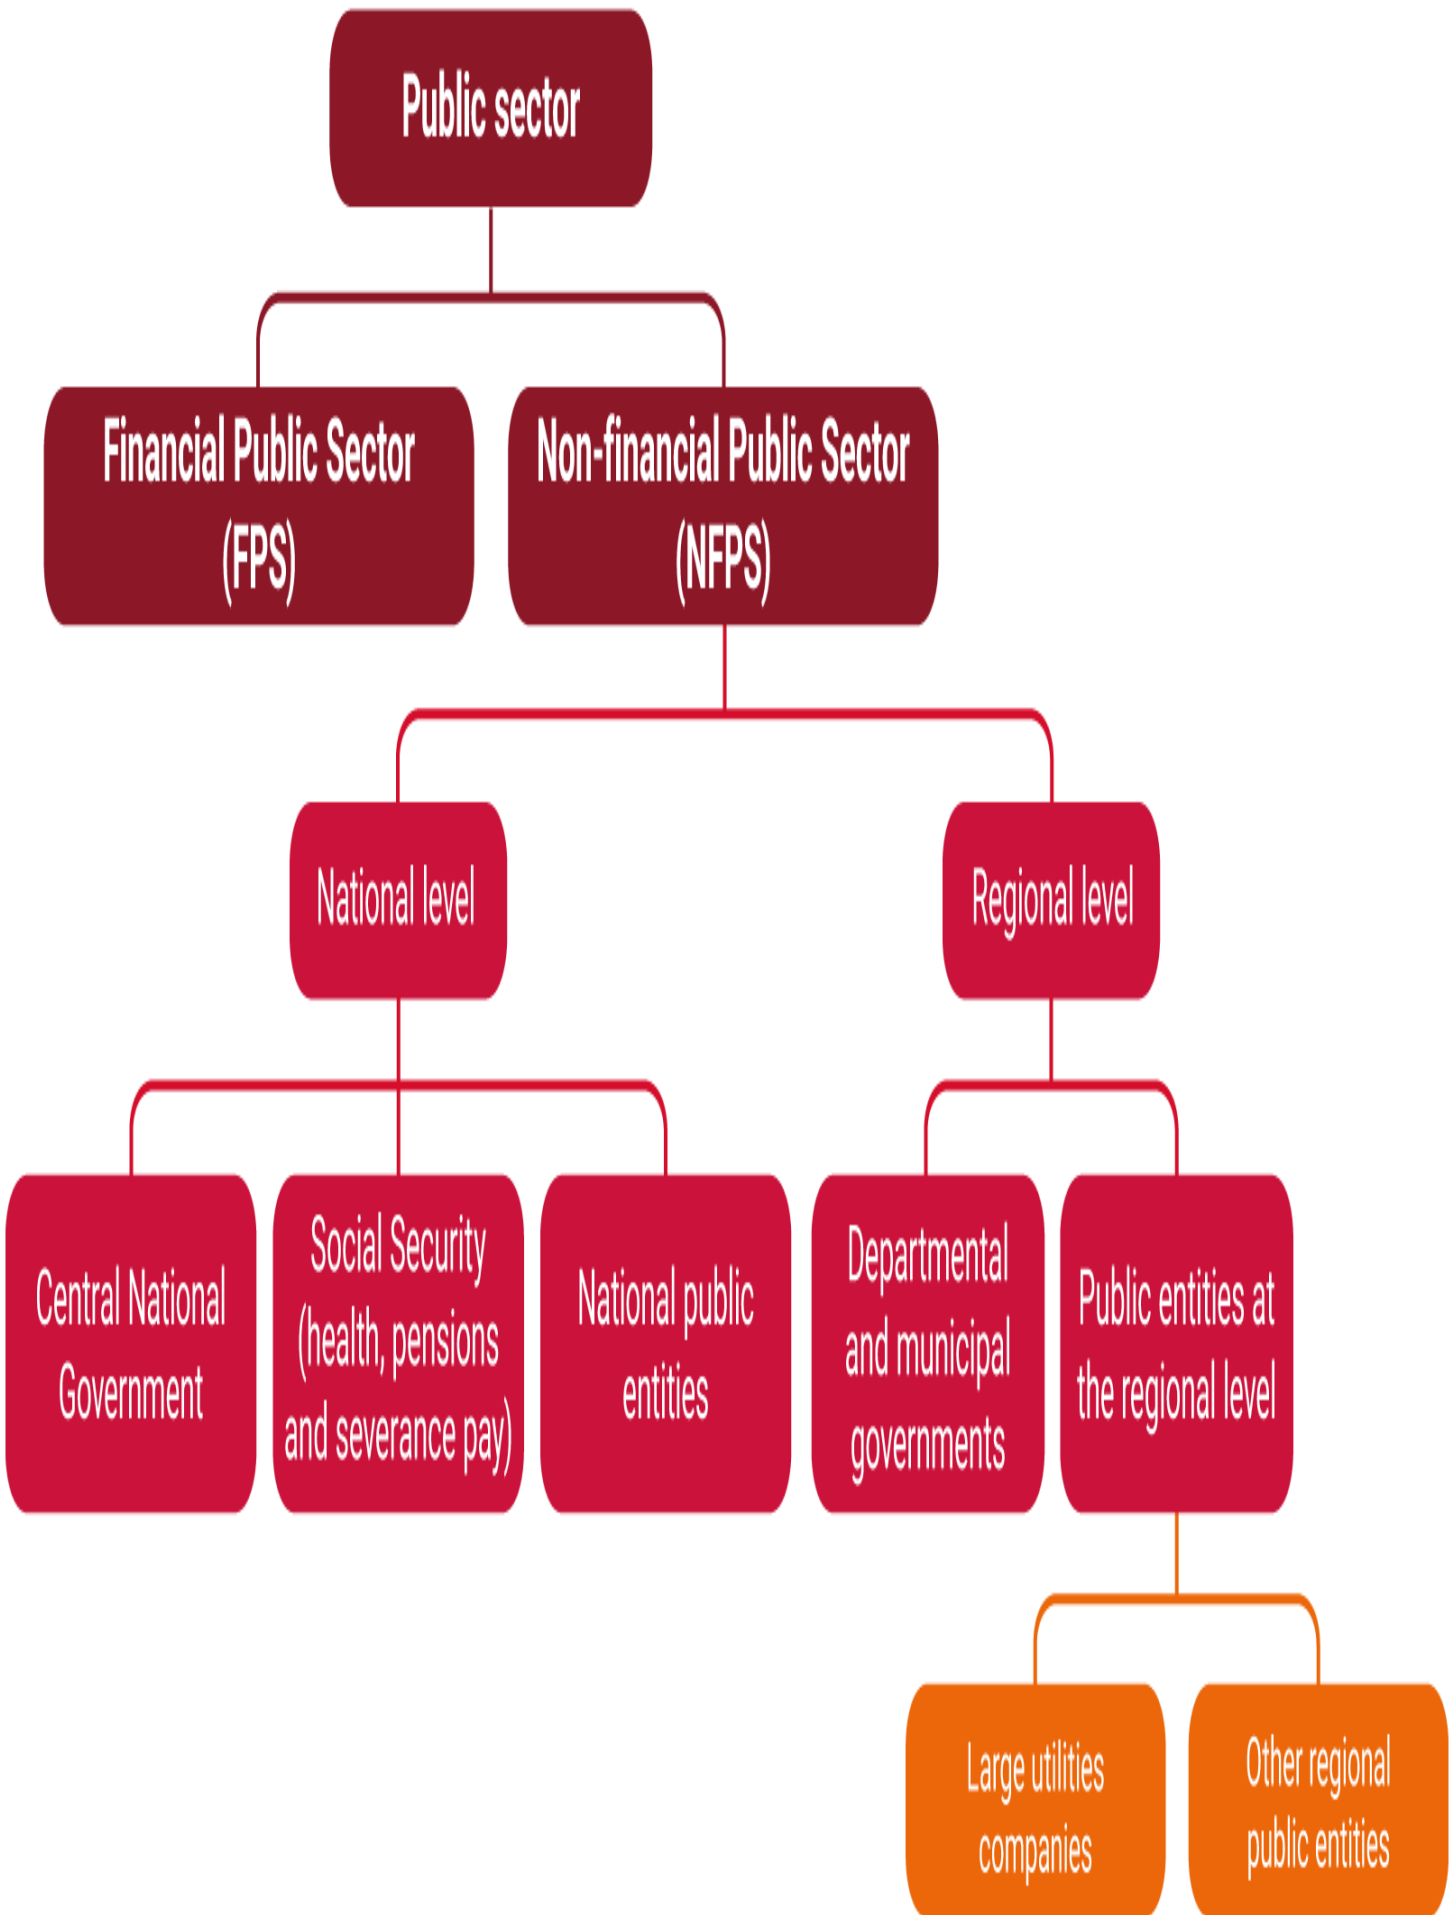 Public sector
Financial Public Sector
(FPS)
Non-financial Public Sector
(NFPS)
National level
Regional level
Central National
Government
Social Security
(health, pensions
and severance pay)
National public
entities
Departmental
and municipal
governments
Public entities at
the regional level
Large utilities
companies
Other regional
public entities